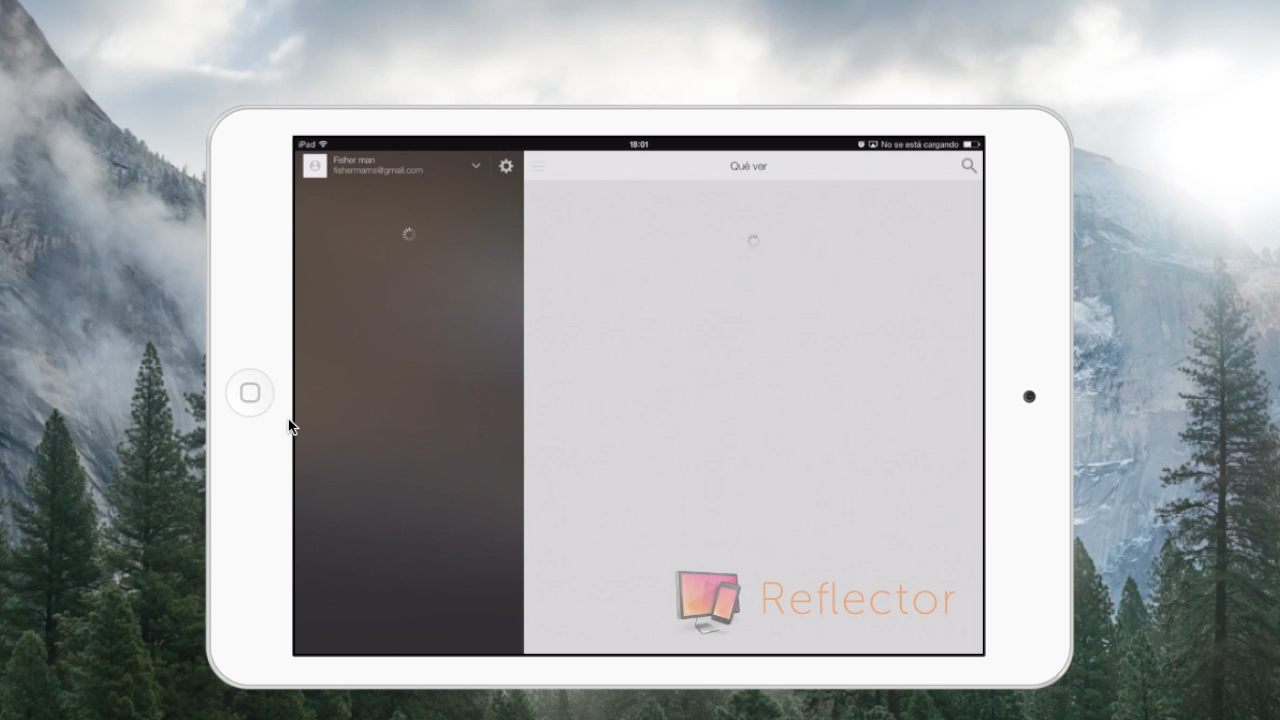 iPad
18:01
No se está cargando
Fisher man
fishermams@gmail.com
Qué ver
Reflector